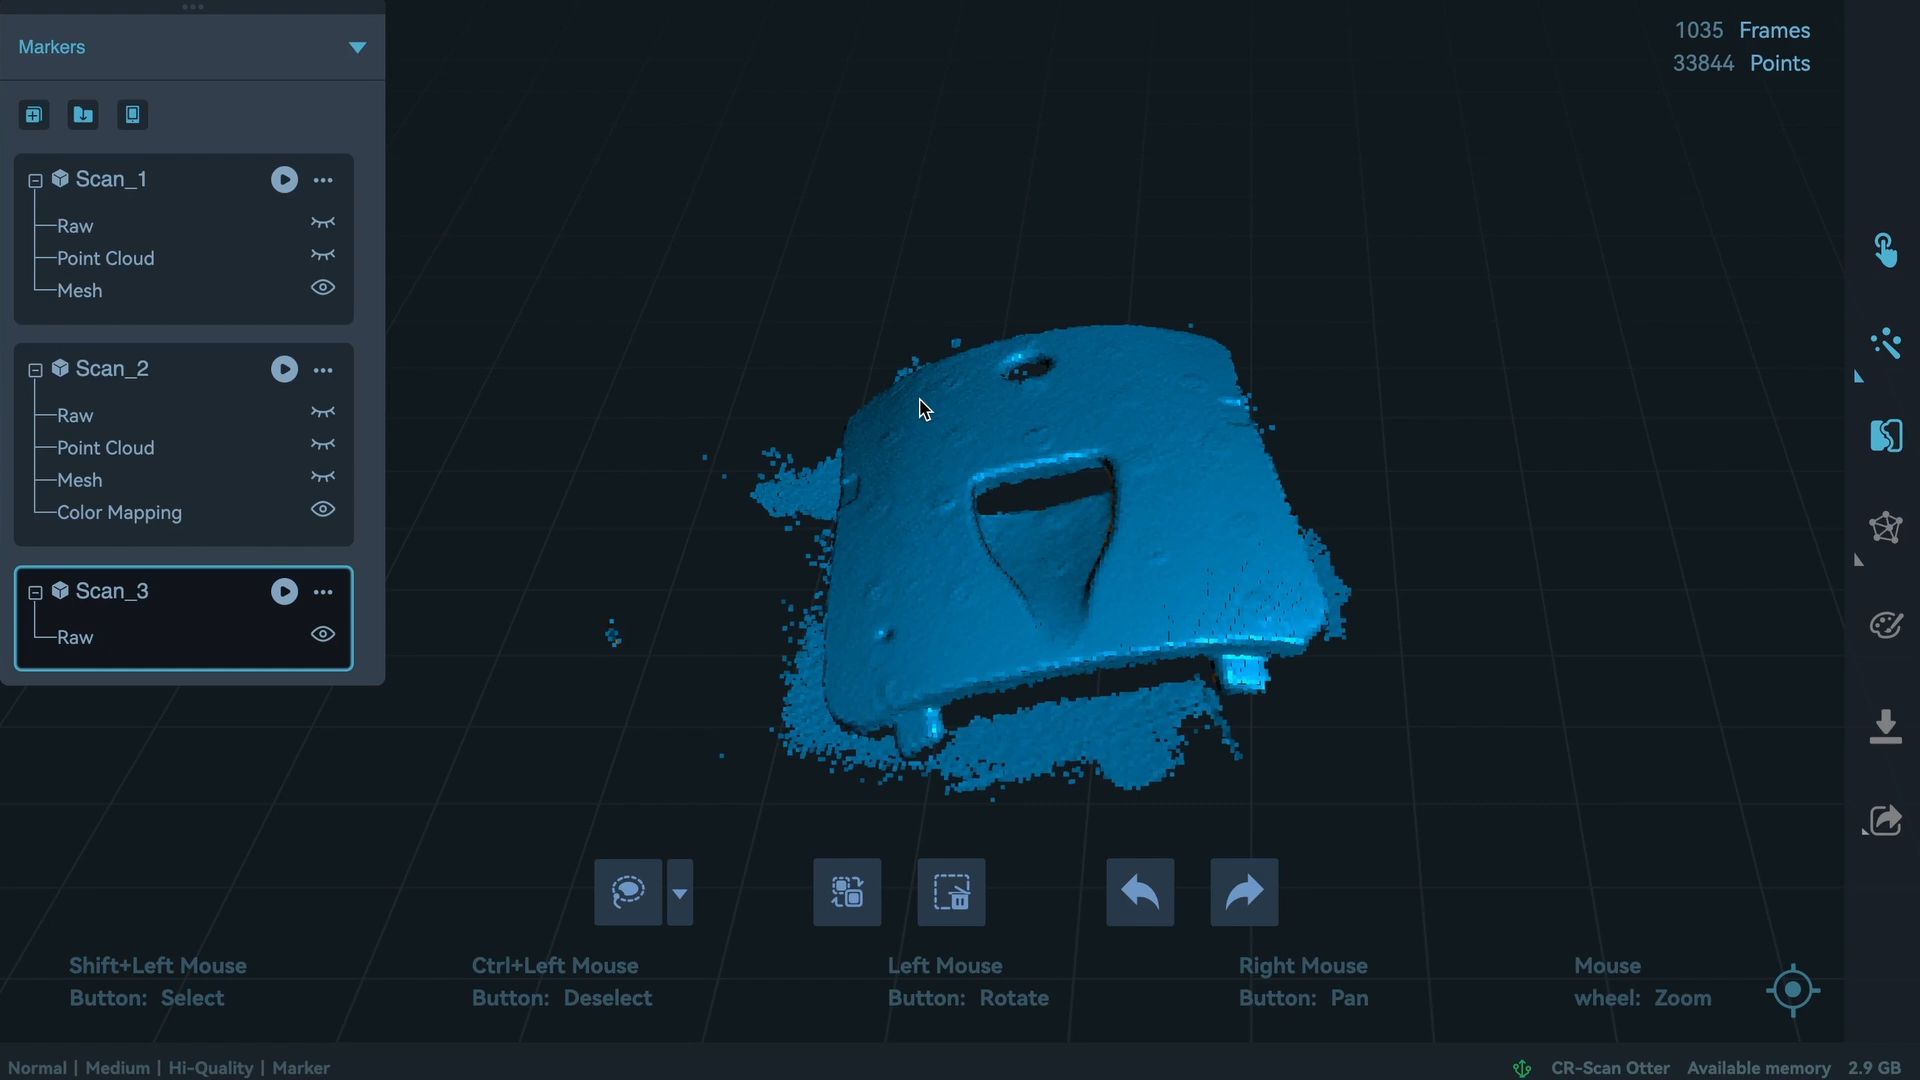 Markers
1035 Frames
33844 Points
Scan_1
Raw
Point Cloud
Mesh
Scan_2
Raw
Point Cloud
Mesh
Color Mapping
Scan_3
Raw
Shift+Left Mouse
Button: Select
Ctrl+Left Mouse
Button: Deselect
Left Mouse
Button: Rotate
Right Mouse
Button: Pan
Mouse
wheel: Zoom
Normal | Medium | Hi-Quality | Marker
CR-Scan Otter Available memory 2.9 GB